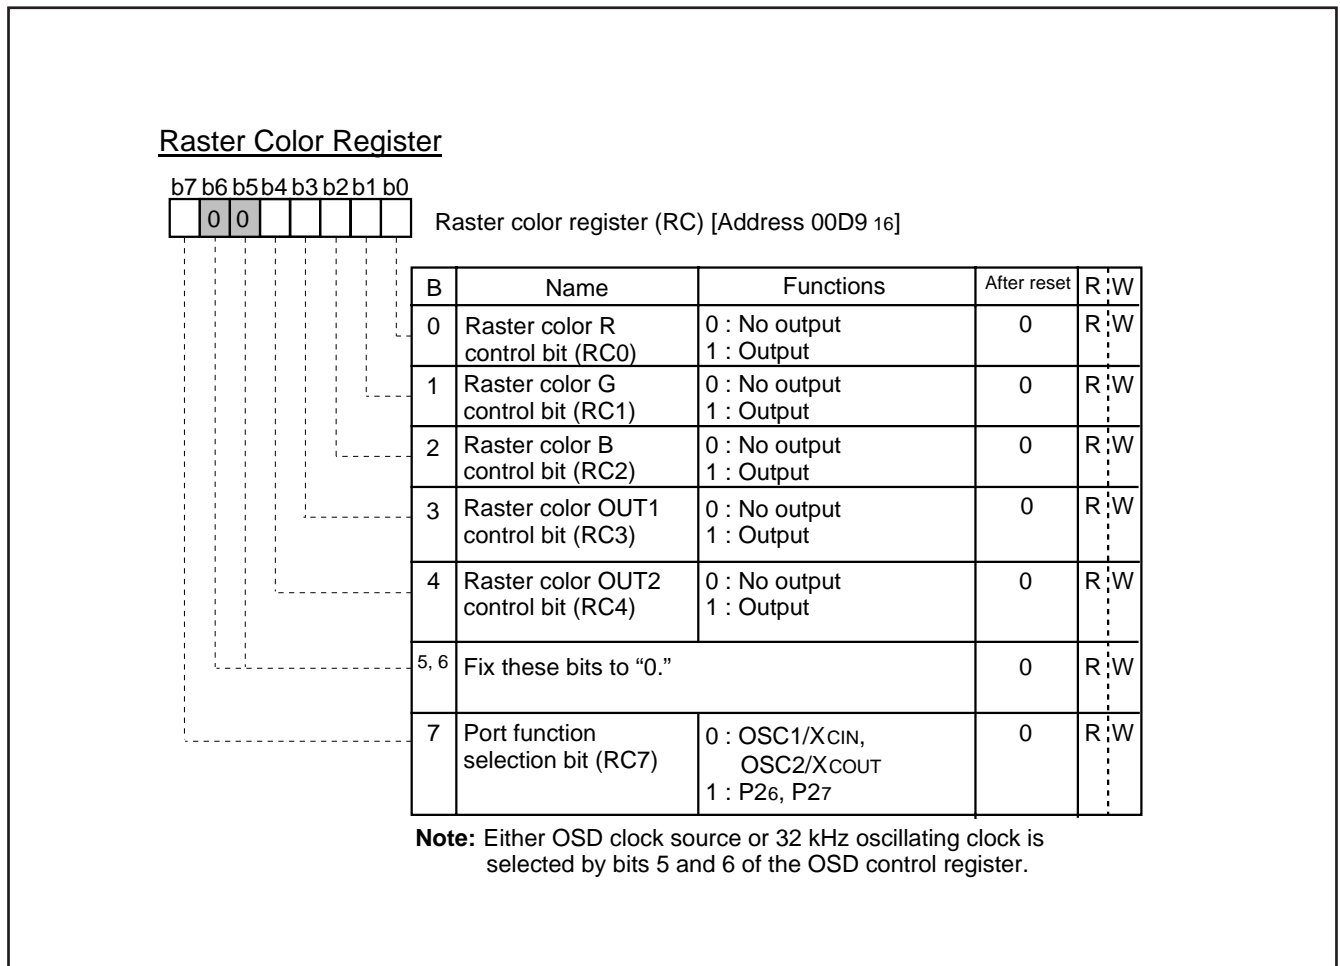 Raster Color Register
b7 b6 b5 b4 b3 b2 b1 b0
0 0
Raster color register (RC) [Address 00D9 16]
B Name Functions After reset R W
0 Raster color R 0 : No output 0 R W
control bit (RC0) 1 : Output
1 Raster color G 0 : No output 0 R W
control bit (RC1) 1 : Output
2 Raster color B 0 : No output 0 R W
control bit (RC2) 1 : Output
3 Raster color OUT1 0 : No output 0 R W
control bit (RC3) 1 : Output
4 Raster color OUT2 0 : No output 0 R W
control bit (RC4) 1 : Output
5, 6 Fix these bits to “0.” 0 R W
7 Port function 0 : OSC1/XCIN, 0 R W
selection bit (RC7) OSC2/XCOUT
1 : P26, P27
Note: Either OSD clock source or 32 kHz oscillating clock is
selected by bits 5 and 6 of the OSD control register.